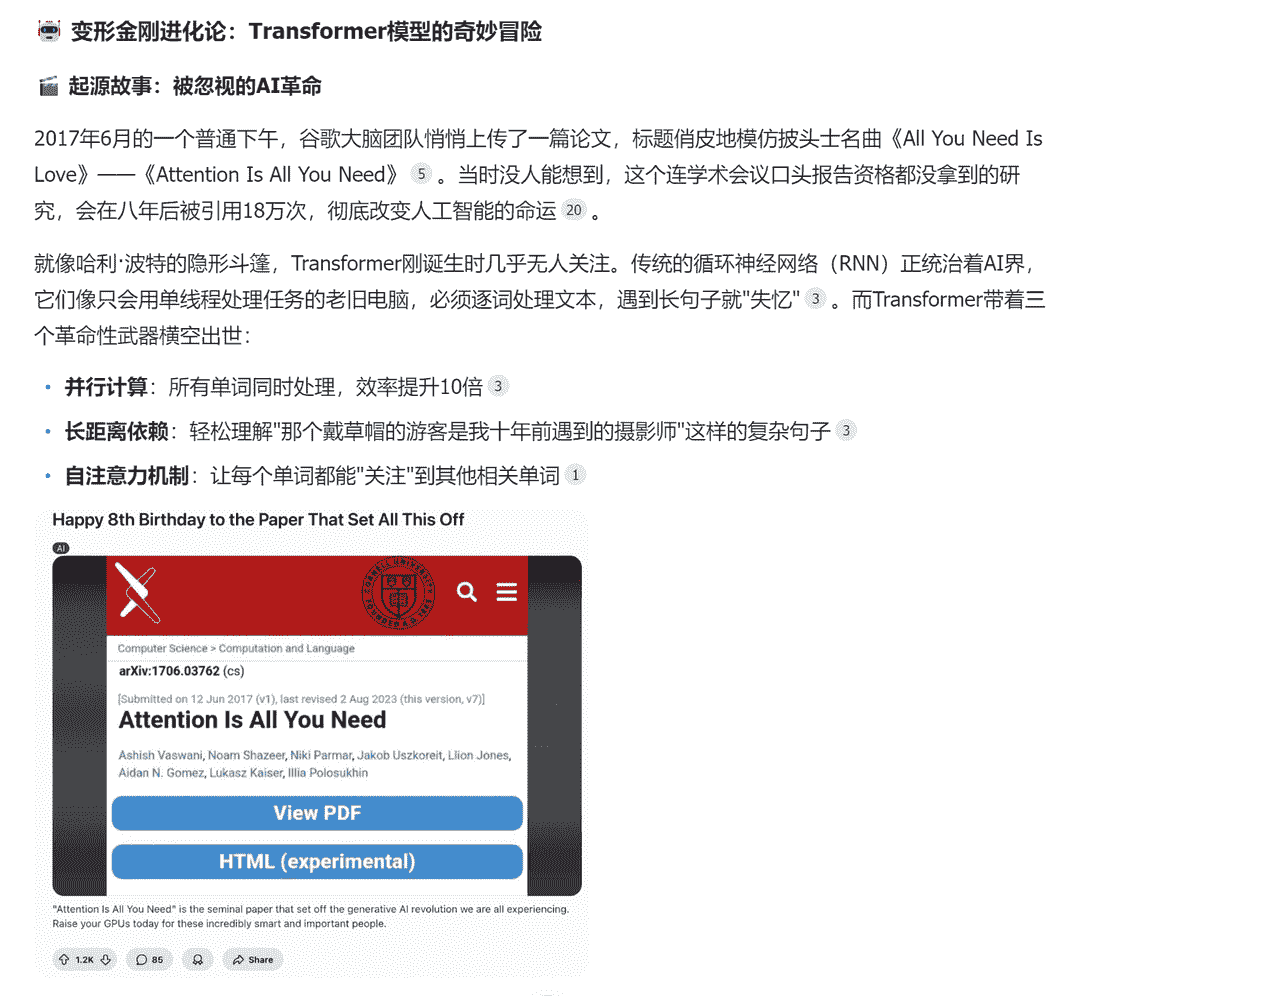 变形金刚进化论：Transformer模型的奇妙冒险
起源故事：被忽视的AI革命
2017年6月的一个普通下午，谷歌大脑团队悄悄上传了一篇论文，标题俏皮地模仿披头士名曲《All You Need Is
Love》——《Attention Is All You Need》 5 。当时没人能想到，这个连学术会议口头报告资格都没拿到的研
究，会在八年后被引用18万次，彻底改变人工智能的命运 20 。
就像哈利·波特的隐形斗篷，Transformer刚诞生时几乎无人关注。传统的循环神经网络（RNN）正统治着AI界，
它们像只会用单线程处理任务的老旧电脑，必须逐词处理文本，遇到长句子就"失忆" 3 。而Transformer带着三
个革命性武器横空出世：
• 并行计算：所有单词同时处理，效率提升10倍 3
• 长距离依赖：轻松理解"那个戴草帽的游客是我十年前遇到的摄影师"这样的复杂句子 3
• 自注意力机制：让每个单词都能"关注"到其他相关单词 1
Happy 8th Birthday to the Paper That Set All This Off
AI
CORNELL UNIVERSITY
FOUNDED A.D. 1865
Computer Science > Computation and Language
arXiv:1706.03762 (cs)
[Submitted on 12 Jun 2017 (v1), last revised 2 Aug 2023 (this version, v7)]
Attention Is All You Need
Ashish Vaswani, Noam Shazeer, Niki Parmar, Jakob Uszkoreit, Llion Jones,
Aidan N. Gomez, Lukasz Kaiser, Illia Polosukhin
View PDF
HTML (experimental)
"Attention Is All You Need" is the seminal paper that set off the generative AI revolution we are all experiencing.
Raise your GPUs today for these incredibly smart and important people.
1.2K 85 Share